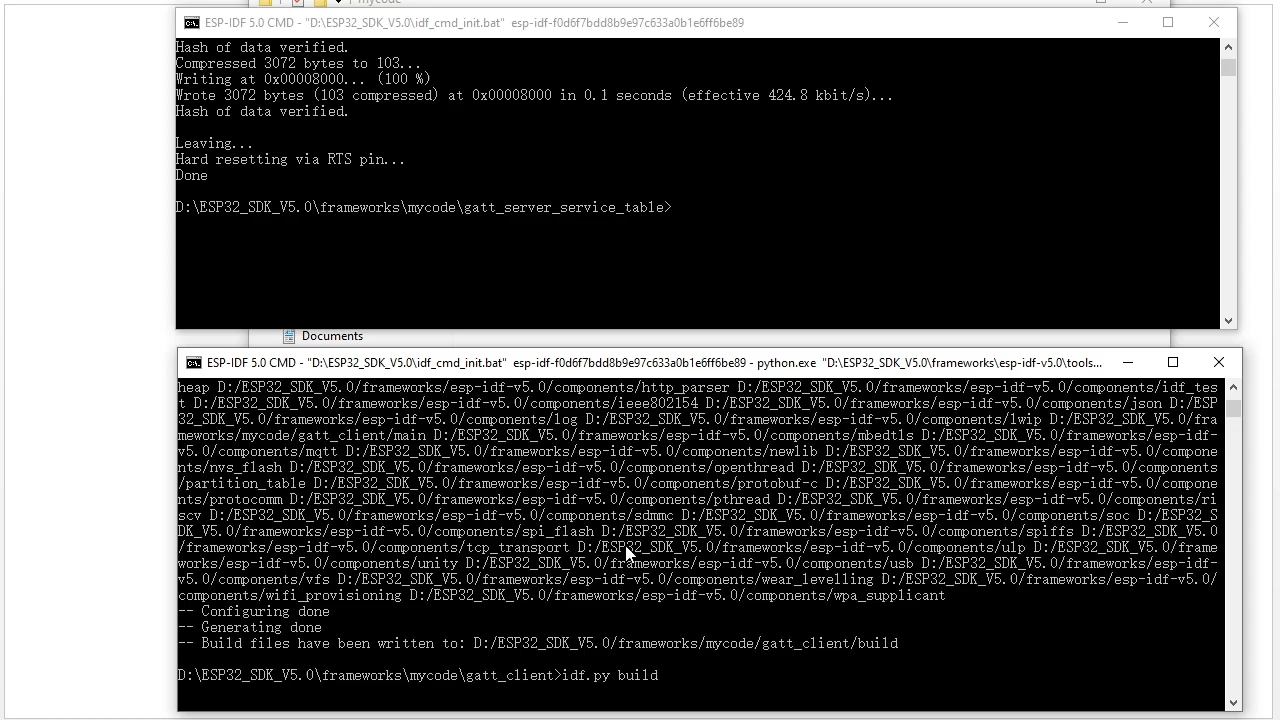 mycode
ESP-IDF 5.0 CMD - "D:\ESP32_SDK_V5.0\idf_cmd_init.bat"  esp-idf-f0d6f7bdd8b9e97c633a0b1e6ff6be89
Hash of data verified.
Compressed 3072 bytes to 103...
Writing at 0x00008000... (100 %)
Wrote 3072 bytes (103 compressed) at 0x00008000 in 0.1 seconds (effective 424.8 kbit/s)...
Hash of data verified.
Leaving...
Hard resetting via RTS pin...
Done
D:\ESP32_SDK_V5.0\frameworks\mycode\gatt_server_service_table>
Documents
ESP-IDF 5.0 CMD - "D:\ESP32_SDK_V5.0\idf_cmd_init.bat"  esp-idf-f0d6f7bdd8b9e97c633a0b1e6ff6be89 - python.exe  "D:\ESP32_SDK_V5.0\frameworks\esp-idf-v5.0\tools...
heap D:/ESP32_SDK_V5.0/frameworks/esp-idf-v5.0/components/http_parser D:/ESP32_SDK_V5.0/frameworks/esp-idf-v5.0/components/idf_tes
t D:/ESP32_SDK_V5.0/frameworks/esp-idf-v5.0/components/ieee802154 D:/ESP32_SDK_V5.0/frameworks/esp-idf-v5.0/components/json D:/ESP
32_SDK_V5.0/frameworks/esp-idf-v5.0/components/log D:/ESP32_SDK_V5.0/frameworks/esp-idf-v5.0/components/lwip D:/ESP32_SDK_V5.0/fra
meworks/mycode/gatt_client/main D:/ESP32_SDK_V5.0/frameworks/esp-idf-v5.0/components/mbedtls D:/ESP32_SDK_V5.0/frameworks/esp-idf-
v5.0/components/mqtt D:/ESP32_SDK_V5.0/frameworks/esp-idf-v5.0/components/newlib D:/ESP32_SDK_V5.0/frameworks/esp-idf-v5.0/compone
nts/nvs_flash D:/ESP32_SDK_V5.0/frameworks/esp-idf-v5.0/components/openthread D:/ESP32_SDK_V5.0/frameworks/esp-idf-v5.0/components
/partition_table D:/ESP32_SDK_V5.0/frameworks/esp-idf-v5.0/components/protobuf-c D:/ESP32_SDK_V5.0/frameworks/esp-idf-v5.0/compone
nts/protocomm D:/ESP32_SDK_V5.0/frameworks/esp-idf-v5.0/components/pthread D:/ESP32_SDK_V5.0/frameworks/esp-idf-v5.0/components/ri
scv D:/ESP32_SDK_V5.0/frameworks/esp-idf-v5.0/components/sdmmc D:/ESP32_SDK_V5.0/frameworks/esp-idf-v5.0/components/soc D:/ESP32_S
DK_V5.0/frameworks/esp-idf-v5.0/components/spi_flash D:/ESP32_SDK_V5.0/frameworks/esp-idf-v5.0/components/spiffs D:/ESP32_SDK_V5.0
/frameworks/esp-idf-v5.0/components/tcp_transport D:/ESP32_SDK_V5.0/frameworks/esp-idf-v5.0/components/ulp D:/ESP32_SDK_V5.0/frame
works/esp-idf-v5.0/components/unity D:/ESP32_SDK_V5.0/frameworks/esp-idf-v5.0/components/usb D:/ESP32_SDK_V5.0/frameworks/esp-idf-
v5.0/components/vfs D:/ESP32_SDK_V5.0/frameworks/esp-idf-v5.0/components/wear_levelling D:/ESP32_SDK_V5.0/frameworks/esp-idf-v5.0/
components/wifi_provisioning D:/ESP32_SDK_V5.0/frameworks/esp-idf-v5.0/components/wpa_supplicant
-- Configuring done
-- Generating done
-- Build files have been written to: D:/ESP32_SDK_V5.0/frameworks/mycode/gatt_client/build
D:\ESP32_SDK_V5.0\frameworks\mycode\gatt_client>idf.py build